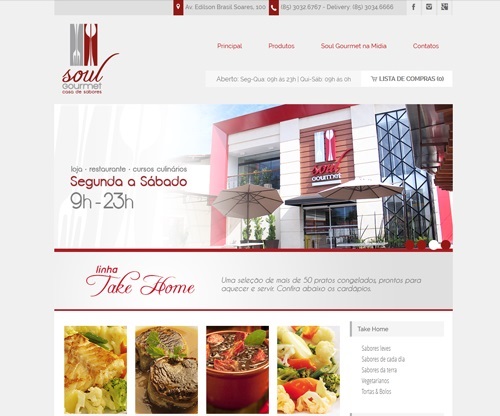 Av. Edilson Brasil Soares, 100 (85) 3032.6767 - Delivery: (85) 3034.6666
soul
Gourmet
casa de sabores
Principal Produtos Soul Gourmet na Mídia Contatos
Aberto: Seg-Qua 09h às 23h | Qui-Sab 09h às 0h LISTA DE COMPRAS (0)
loja - restaurante - cursos culinários
Segunda a Sábado
9h - 23h
soul
GOURMET
linha
Take Home
Uma seleção de mais de 50 pratos congelados, prontos para
aquecer e servir. Confira abaixo os cardápios.
Take Home
Sabores leves
Sabores de cada dia
Sabores da terra
Vegetarianos
Tortas & Bolos